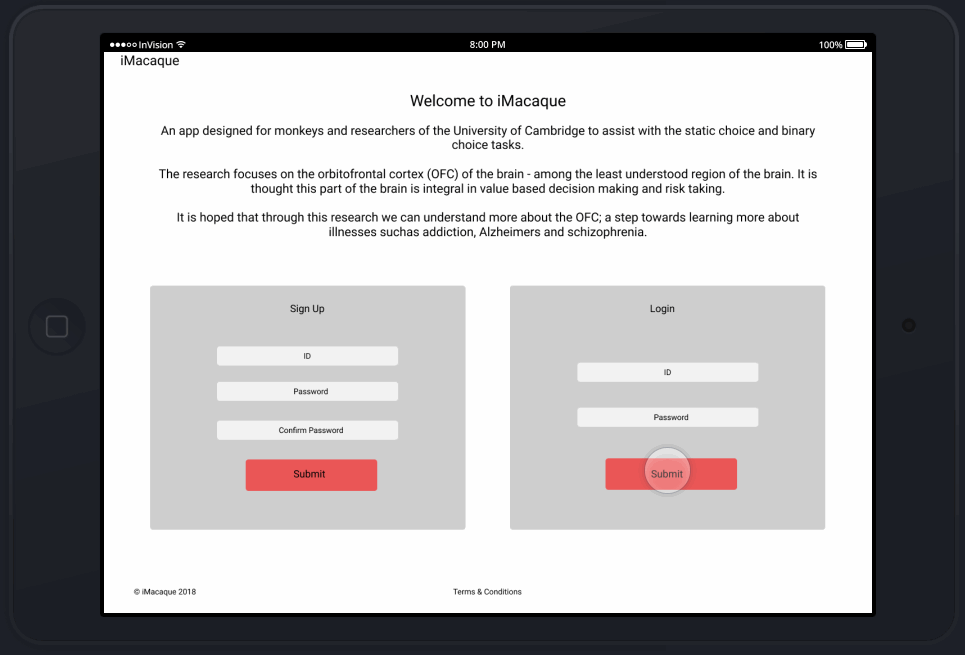 InVision
8:00 PM
100%
iMacaque
Welcome to iMacaque
An app designed for monkeys and researchers of the University of Cambridge to assist with the static choice and binary
choice tasks.
The research focuses on the orbitofrontal cortex (OFC) of the brain - among the least understood region of the brain. It is
thought this part of the brain is integral in value based decision making and risk taking.
It is hoped that through this research we can understand more about the OFC; a step towards learning more about
illnesses suchas addiction, Alzheimers and schizophrenia.
Sign Up
ID
Password
Confirm Password
Submit
Login
ID
Password
Submit
© iMacaque 2018
Terms & Conditions